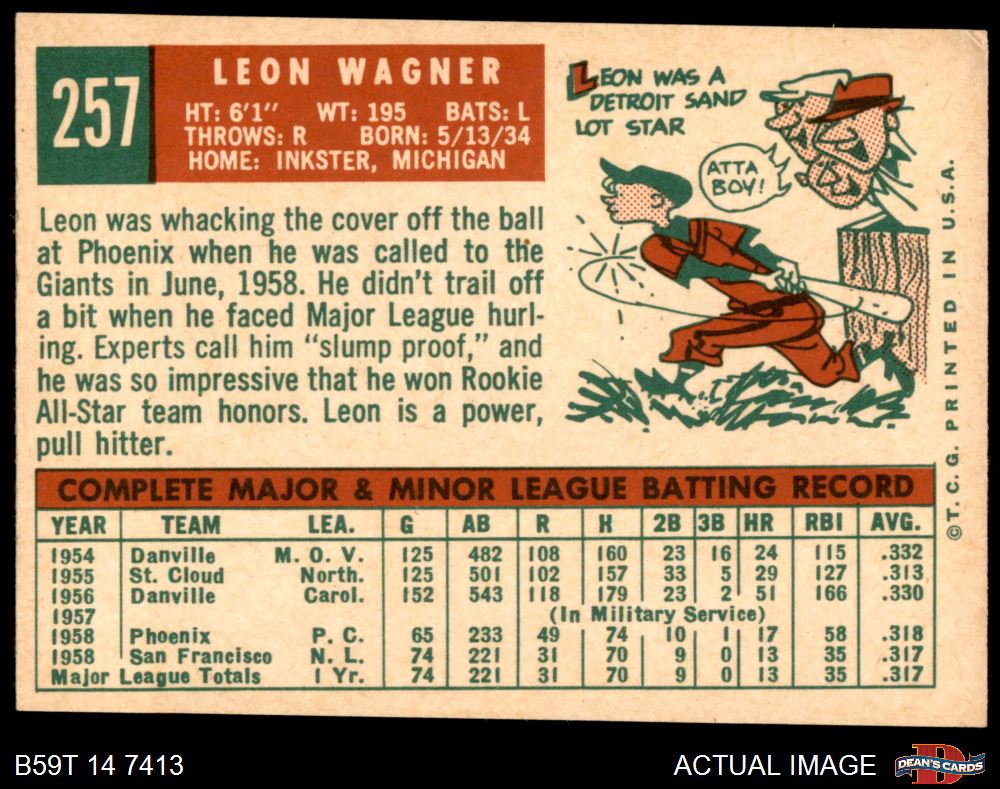 257
LEON WAGNER
HT: 6'1" WT: 195 BATS: L
THROWS: R BORN: 5/13/34
HOME: INKSTER, MICHIGAN
LEON WAS A
DETROIT SAND
LOT STAR
ATTA
BOY!
Leon was whacking the cover off the ball
at Phoenix when he was called to the
Giants in June, 1958. He didn't trail off
a bit when he faced Major League hurl-
ing. Experts call him "slump proof," and
he was so impressive that he won Rookie
All-Star team honors. Leon is a power,
pull hitter.
©T.C.G. PRINTED IN U.S.A.
COMPLETE MAJOR & MINOR LEAGUE BATTING RECORD
YEAR TEAM LEA. G AB R H 2B 3B HR RBI AVG.
1954 Danville M. O. V. 125 482 108 160 23 16 24 115 .332
1955 St. Cloud North. 125 501 102 157 33 5 29 127 .313
1956 Danville Carol. 152 543 118 179 23 2 51 166 .330
1957 (In Military Service)
1958 Phoenix P. C. 65 233 49 74 10 1 17 58 .318
1958 San Francisco N. L. 74 221 31 70 9 0 13 35 .317
Major League Totals 1 Yr. 74 221 31 70 9 0 13 35 .317
B59T 14 7413
ACTUAL IMAGE
DEAN'S CARDS